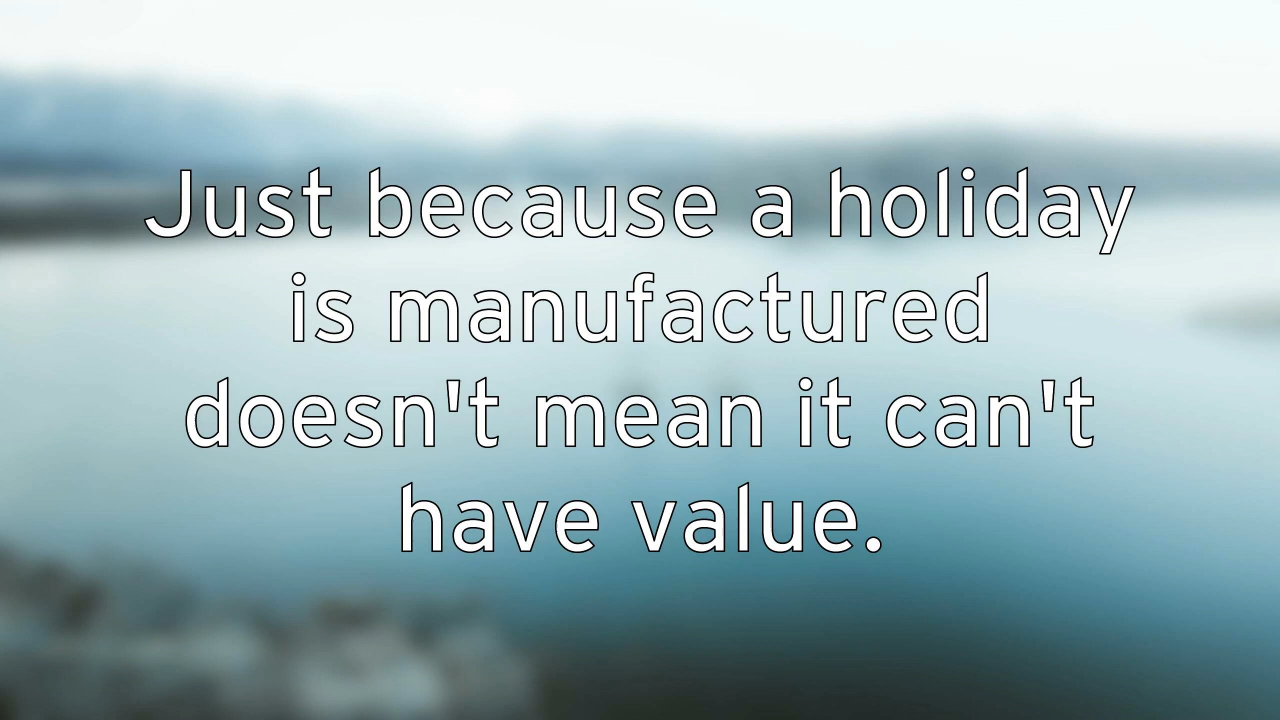 Just because a holiday
is manufactured
doesn't mean it can't
have value.